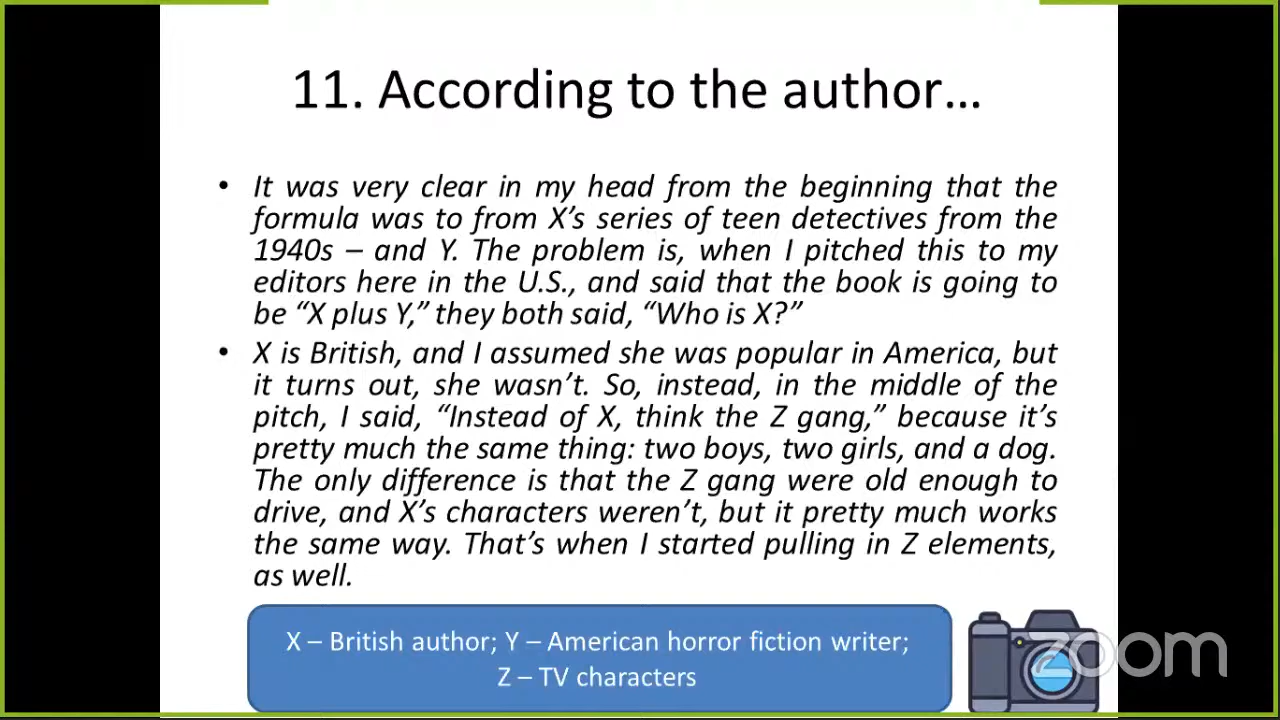 11. According to the author…
• It was very clear in my head from the beginning that the
formula was to from X’s series of teen detectives from the
1940s – and Y. The problem is, when I pitched this to my
editors here in the U.S., and said that the book is going to
be “X plus Y,” they both said, “Who is X?”
• X is British, and I assumed she was popular in America, but
it turns out, she wasn’t. So, instead, in the middle of the
pitch, I said, “Instead of X, think the Z gang,” because it’s
pretty much the same thing: two boys, two girls, and a dog.
The only difference is that the Z gang were old enough to
drive, and X’s characters weren’t, but it pretty much works
the same way. That’s when I started pulling in Z elements,
as well.
X – British author; Y – American horror fiction writer;
Z – TV characters
zoom